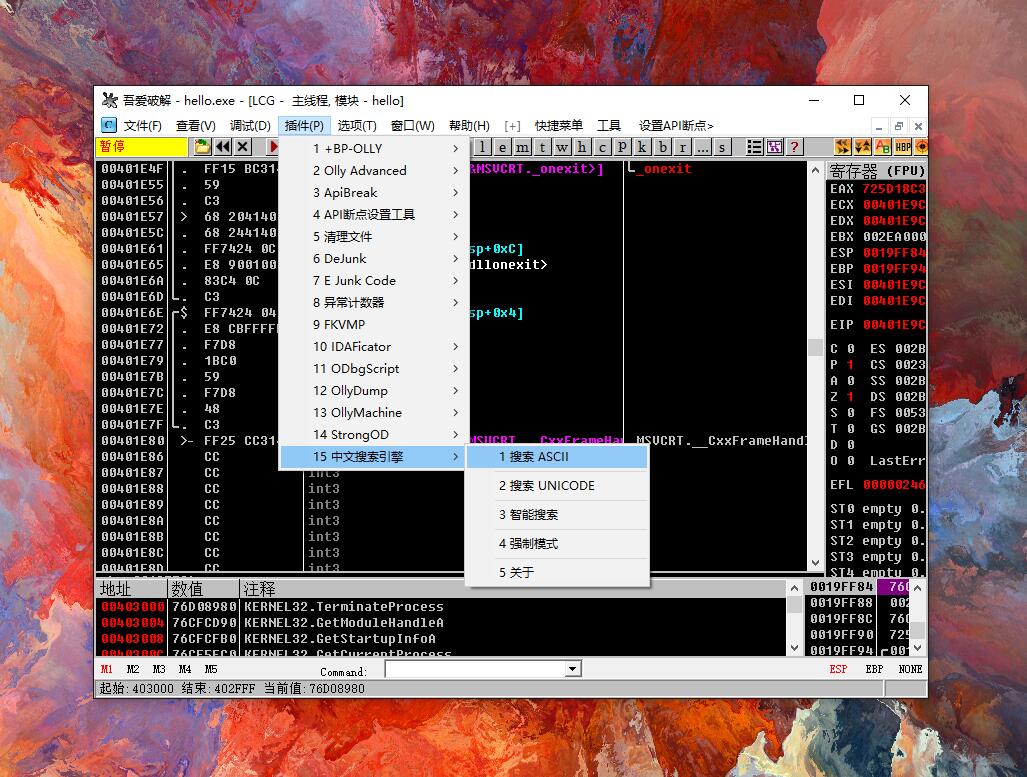 吾爱破解 - hello.exe - [LCG - 主线程, 模块 - hello]
文件(F) 查看(V) 调试(D) 插件(P) 选项(T) 窗口(W) 帮助(H) [+] 快捷菜单 工具 设置API断点>
暂停 l e m t w h c p k b r ... s ? HBP
1 +BP-OLLY
2 Olly Advanced
3 ApiBreak
4 API断点设置工具
5 清理文件
6 DeJunk
7 E Junk Code
8 异常计数器
9 FKVMP
10 IDAFicator
11 ODbgScript
12 OllyDump
13 OllyMachine
14 StrongOD
15 中文搜索引擎
1 搜索 ASCII
2 搜索 UNICODE
3 智能搜索
4 强制模式
5 关于
00401E4F . FF15 BC314 &MSVCRT._onexit>] _onexit
00401E55 . 59
00401E56 . C3
00401E57 > 68 204140
00401E5C . 68 244140
00401E61 . FF7424 0C sp+0xC]
00401E65 . E8 900100 dllonexit>
00401E6A . 83C4 0C
00401E6D . C3
00401E6E $ FF7424 04 sp+0x4]
00401E72 . E8 CBFFFF
00401E77 . F7D8
00401E79 . 1BC0
00401E7B . 59
00401E7C . F7D8
00401E7E . 48
00401E7F . C3
00401E80 >- FF25 CC314 MSVCRT.__CxxFrameHan MSVCRT.__CxxFrameHandl
00401E86 CC
00401E87 CC int3
00401E88 CC int3
00401E89 CC int3
00401E8A CC int3
00401E8B CC int3
00401E8C CC int3
00401E8D CC int3
寄存器 (FPU)
EAX 725D18C3
ECX 00401E9C
EDX 00401E9C
EBX 002EA000
ESP 0019FF84
EBP 0019FF94
ESI 00401E9C
EDI 00401E9C
EIP 00401E9C
C 0 ES 002B
P 1 CS 0023
A 0 SS 002B
Z 1 DS 002B
S 0 FS 0053
T 0 GS 002B
D 0
O 0 LastErr
EFL 00000246
ST0 empty 0.
ST1 empty 0.
ST2 empty 0.
ST3 empty 0.
ST4 empty 0.
地址 数值 注释
00403000 76D08980 KERNEL32.TerminateProcess
00403004 76CFCD90 KERNEL32.GetModuleHandleA
00403008 76CFCFB0 KERNEL32.GetStartupInfoA
0040300C 76CF5FC0 KERNEL32.GetCurrentProcess
0019FF84 760
0019FF88 002
0019FF8C 760
0019FF90 725
0019FF94 001
M1 M2 M3 M4 M5 Command: ESP EBP NONE
起始: 403000 结束: 402FFF 当前值: 76D08980